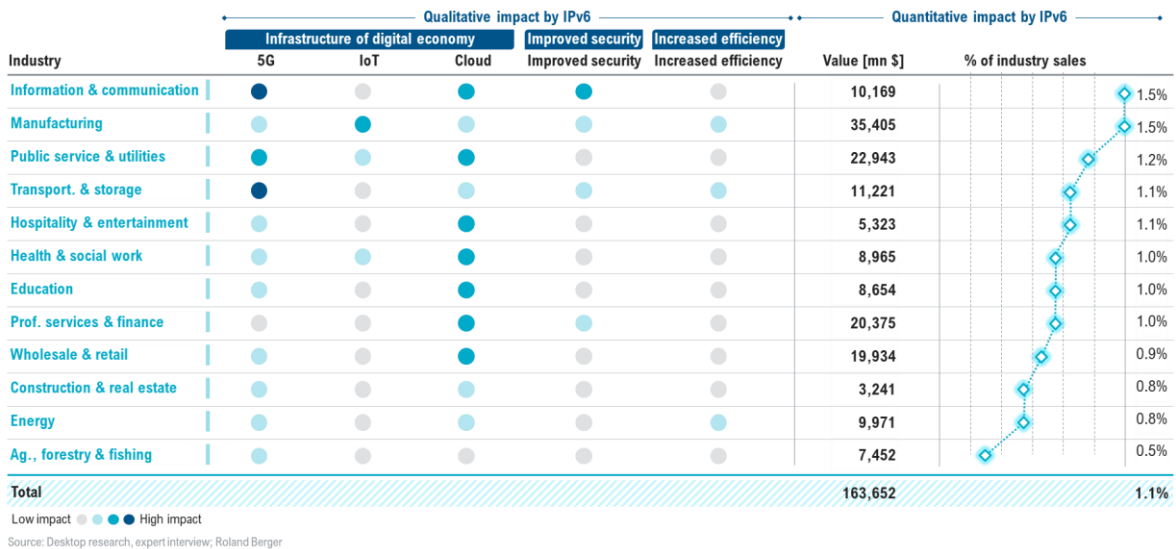 Qualitative impact by IPv6 Quantitative impact by IPv6
Infrastructure of digital economy Improved security Increased efficiency
Industry 5G IoT Cloud Improved security Increased efficiency Value [mn $] % of industry sales
Information & communication 10,169 1.5%
Manufacturing 35,405 1.5%
Public service & utilities 22,943 1.2%
Transport. & storage 11,221 1.1%
Hospitality & entertainment 5,323 1.1%
Health & social work 8,965 1.0%
Education 8,654 1.0%
Prof. services & finance 20,375 1.0%
Wholesale & retail 19,934 0.9%
Construction & real estate 3,241 0.8%
Energy 9,971 0.8%
Ag., forestry & fishing 7,452 0.5%
Total 163,652 1.1%
Low impact High impact
Source: Desktop research, expert interview; Roland Berger